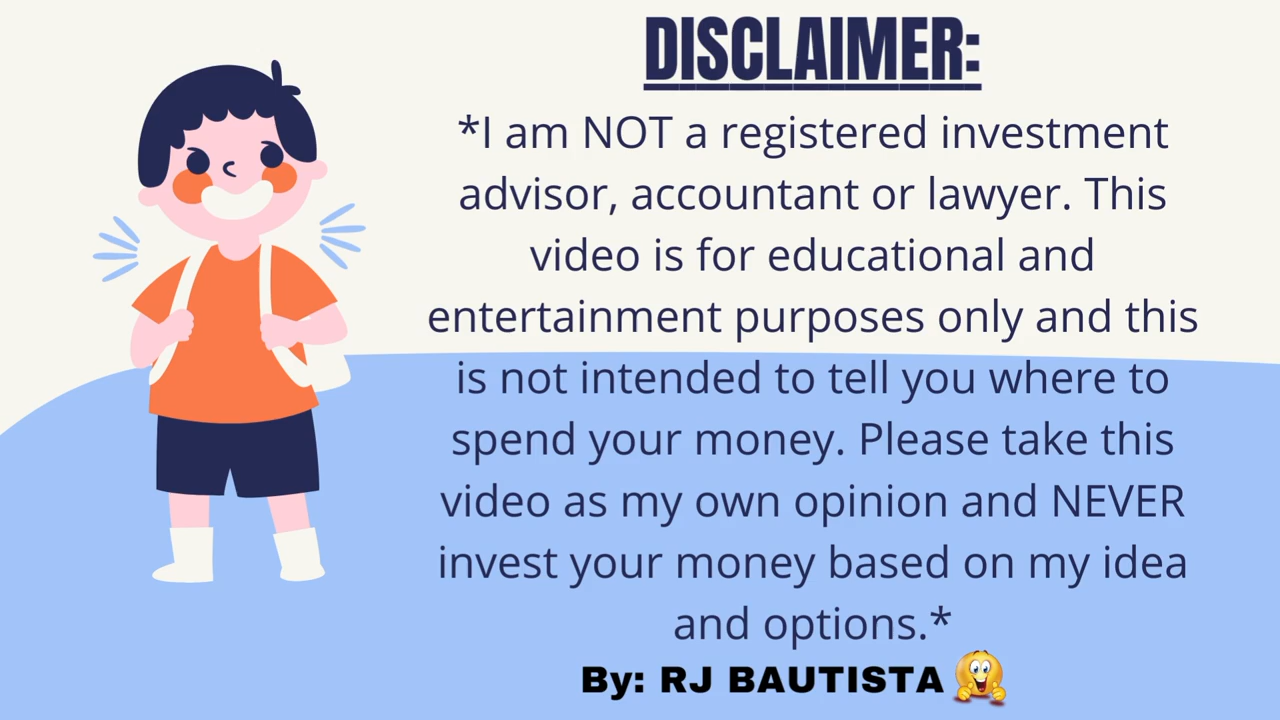 DISCLAIMER:
*I am NOT a registered investment
advisor, accountant or lawyer. This
video is for educational and
entertainment purposes only and this
is not intended to tell you where to
spend your money. Please take this
video as my own opinion and NEVER
invest your money based on my idea
and options.*
By: RJ BAUTISTA